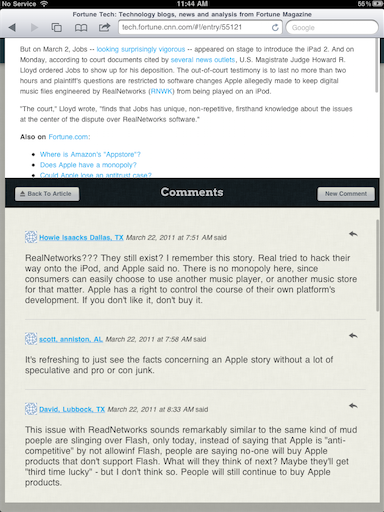 No Service 11:44 AM 55%
Fortune Tech: Technology blogs, news and analysis from Fortune Magazine
tech.fortune.cnn.com/#!/entry/55121
Google
But on March 2, Jobs -- looking surprisingly vigorous -- appeared on stage to introduce the iPad 2. And on
Monday, according to court documents cited by several news outlets, U.S. Magistrate Judge Howard R.
Lloyd ordered Jobs to show up for his deposition. The out-of-court testimony is to last no more than two
hours and plaintiff's questions are restricted to software changes Apple allegedly made to keep digital
music files engineered by RealNetworks (RNWK) from being played on an iPod.
"The court," Lloyd wrote, "finds that Jobs has unique, non-repetitive, firsthand knowledge about the issues
at the center of the dispute over RealNetworks software."
Also on Fortune.com:
• Where is Amazon's "Appstore"?
• Does Apple have a monopoly?
• Could Apple lose an antitrust case?
Back To Article
Comments
New Comment
Howie Isaacks Dallas, TX March 22, 2011 at 7:51 AM said
RealNetworks??? They still exist? I remember this story. Real tried to hack their
way onto the iPod, and Apple said no. There is no monopoly here, since
consumers can easily choose to use another music player, or another music store
for that matter. Apple has a right to control the course of their own platform's
development. If you don't like it, don't buy it.
scott, anniston, AL March 22, 2011 at 7:58 AM said
It's refreshing to just see the facts concerning an Apple story without a lot of
speculative and pro or con junk.
David, Lubbock, TX March 22, 2011 at 8:33 AM said
This issue with ReadNetworks sounds remarkably similar to the same kind of mud
poeple are slinging over Flash, only today, instead of saying that Apple is "anti-
competitive" by not allowinf Flash, people are saying no-one will buy Apple
products that don't support Flash. What will they think of next? Maybe they'll get
"third time lucky" - but I don't think so. People will still continue to buy Apple
products.